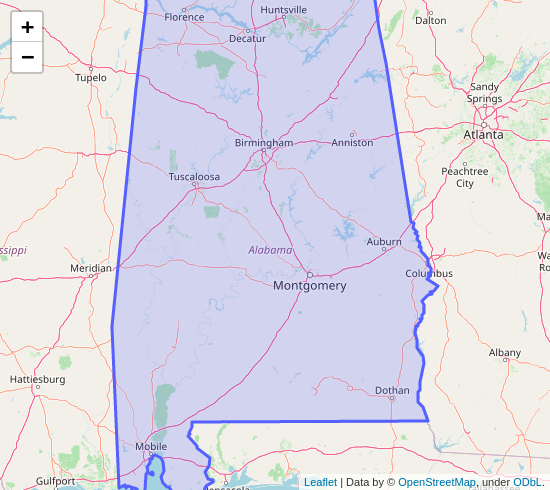 +
−
Florence
Huntsville
Dalton
Decatur
Tupelo
Sandy
Springs
Atlanta
Birmingham
Anniston
Peachtree
City
Tuscaloosa
Alabama
Auburn
Meridian
Columbus
Montgomery
Albany
Hattiesburg
Dothan
Mobile
Gulfport
Leaflet | Data by © OpenStreetMap, under ODbL.